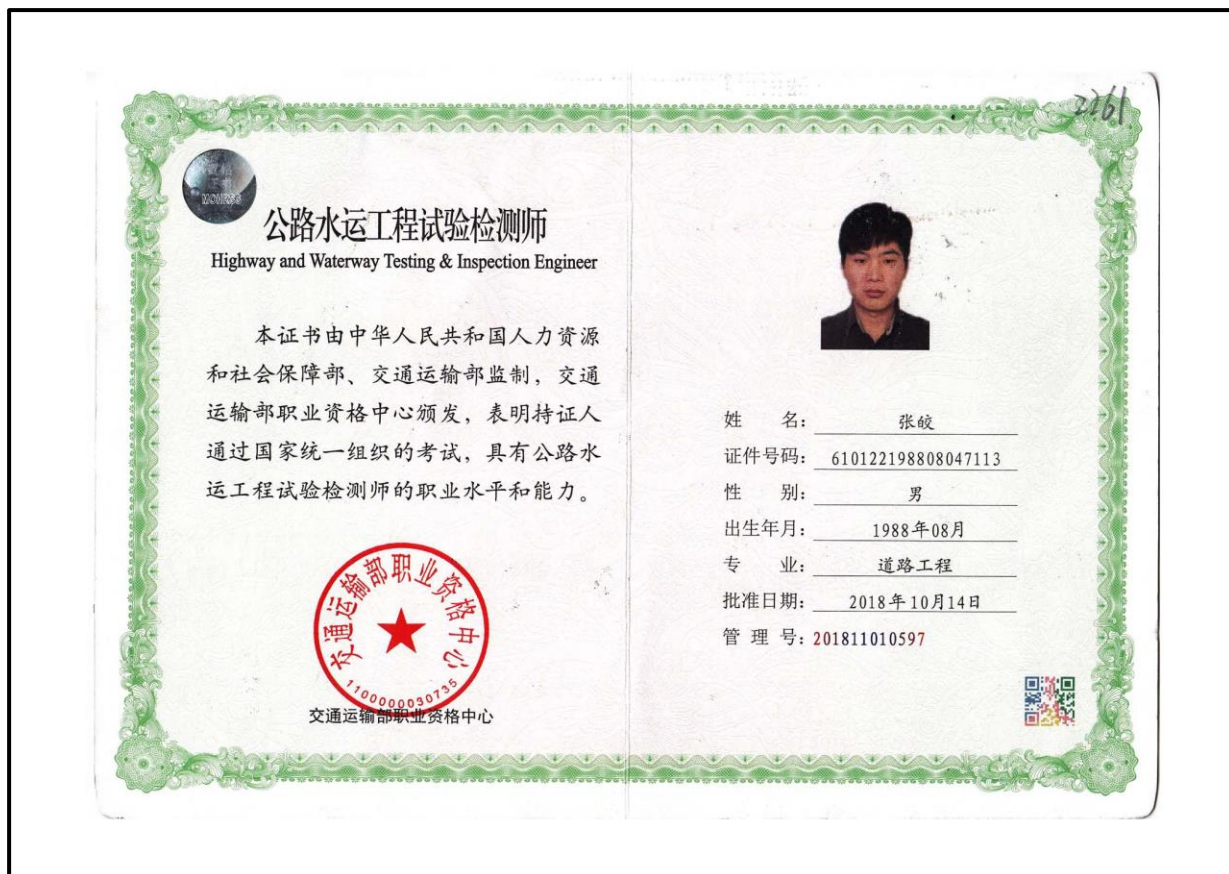 2261
资格
证书
MOHRSS
公路水运工程试验检测师
Highway and Waterway Testing & Inspection Engineer
本证书由中华人民共和国人力资源
和社会保障部、交通运输部监制，交通
运输部职业资格中心颁发，表明持证人
通过国家统一组织的考试，具有公路水
运工程试验检测师的职业水平和能力。
交通运输部职业资格中心
1100000030735
交通运输部职业资格中心
姓 名： 张皎
证件号码： 610122198808047113
性 别： 男
出生年月： 1988年08月
专 业： 道路工程
批准日期： 2018年10月14日
管 理 号：201811010597